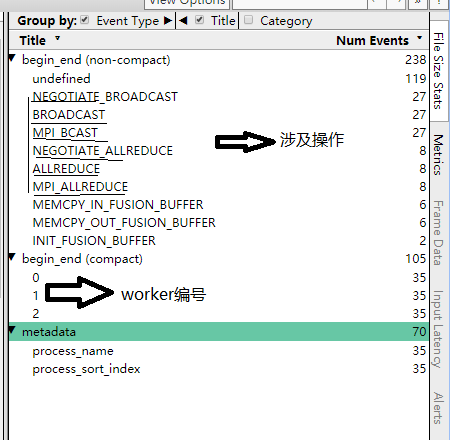 View Options
Group by: Event Type Title Category
Title Num Events
begin_end (non-compact) 238
undefined 119
NEGOTIATE_BROADCAST 27
BROADCAST 27
MPI_BCAST 27
NEGOTIATE_ALLREDUCE 8
ALLREDUCE 8
MPI_ALLREDUCE 8
MEMCPY_IN_FUSION_BUFFER 6
MEMCPY_OUT_FUSION_BUFFER 6
INIT_FUSION_BUFFER 2
begin_end (compact) 105
0 35
1 35
2 35
metadata 70
process_name 35
process_sort_index 35
涉及操作
worker编号
File Size Stats
Metrics
Frame Data
Input Latency
Alerts